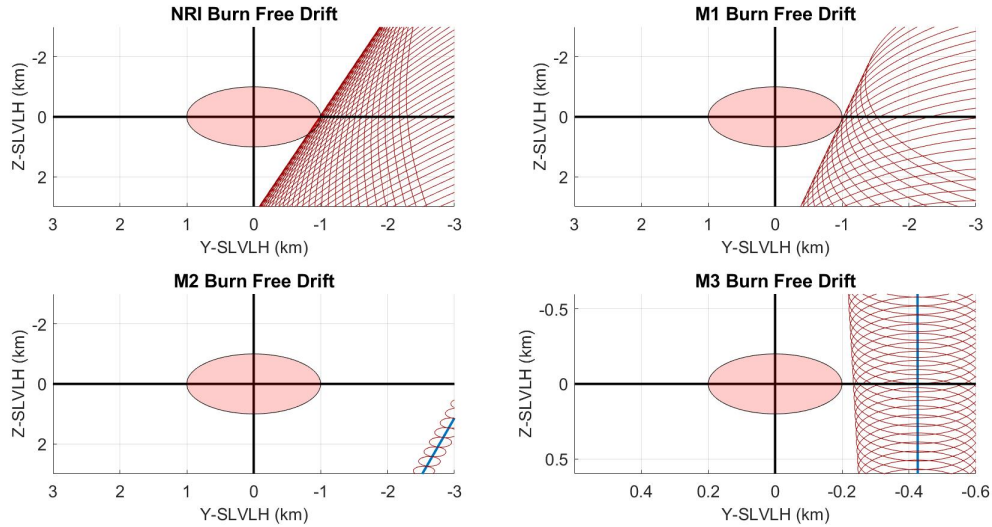 NRI Burn Free Drift
-2
0
2
Z-SLVLH (km)
3 2 1 0 -1 -2 -3
Y-SLVLH (km)
M1 Burn Free Drift
-2
0
2
Z-SLVLH (km)
3 2 1 0 -1 -2 -3
Y-SLVLH (km)
M2 Burn Free Drift
-2
0
2
Z-SLVLH (km)
3 2 1 0 -1 -2 -3
Y-SLVLH (km)
M3 Burn Free Drift
-0.5
0
0.5
Z-SLVLH (km)
0.4 0.2 0 -0.2 -0.4 -0.6
Y-SLVLH (km)